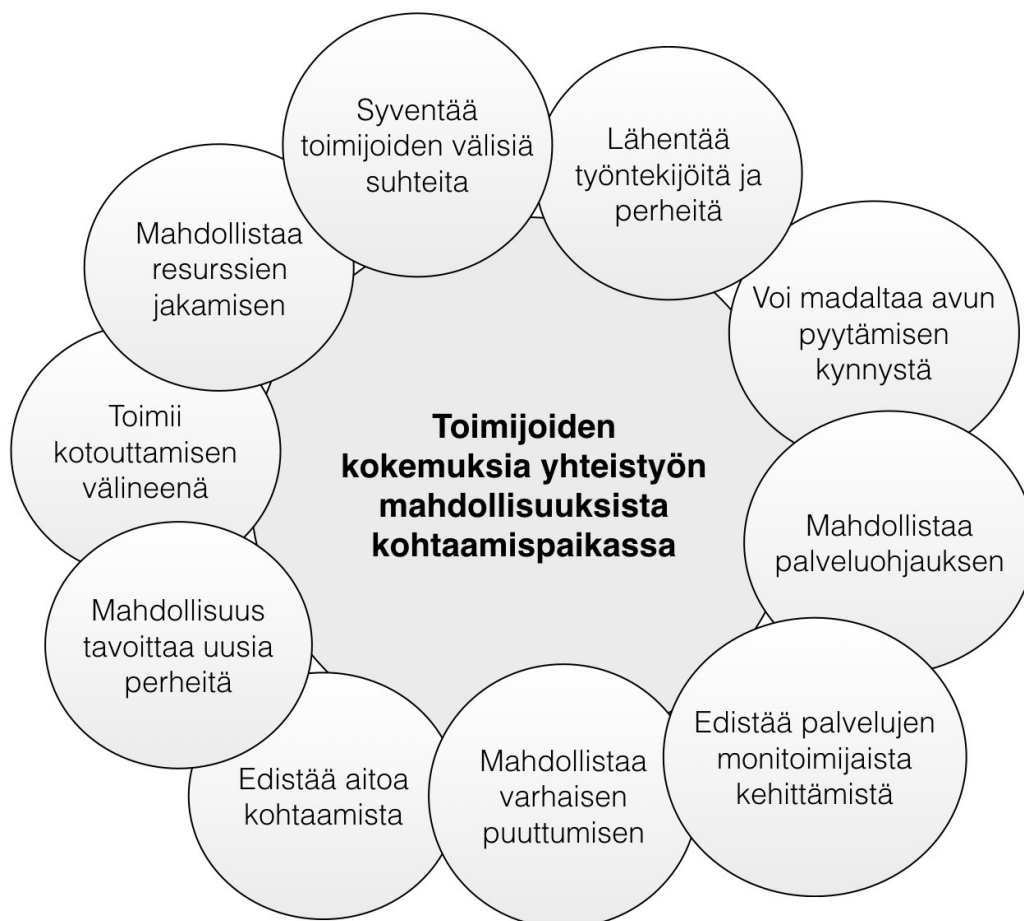 Syventää
toimijoiden välisiä
suhteita
Lähentää
työntekijöitä ja
perheitä
Voi madaltaa avun
pyytämisen
kynnystä
Mahdollistaa
palveluohjauksen
Edistää palvelujen
monitoimijaista
kehittämistä
Mahdollistaa
varhaisen
puuttumisen
Edistää aitoa
kohtaamista
Mahdollisuus
tavoittaa uusia
perheitä
Toimii
kotouttamisen
välineenä
Mahdollistaa
resurssien
jakamisen
Toimijoiden
kokemuksia yhteistyön
mahdollisuuksista
kohtaamispaikassa